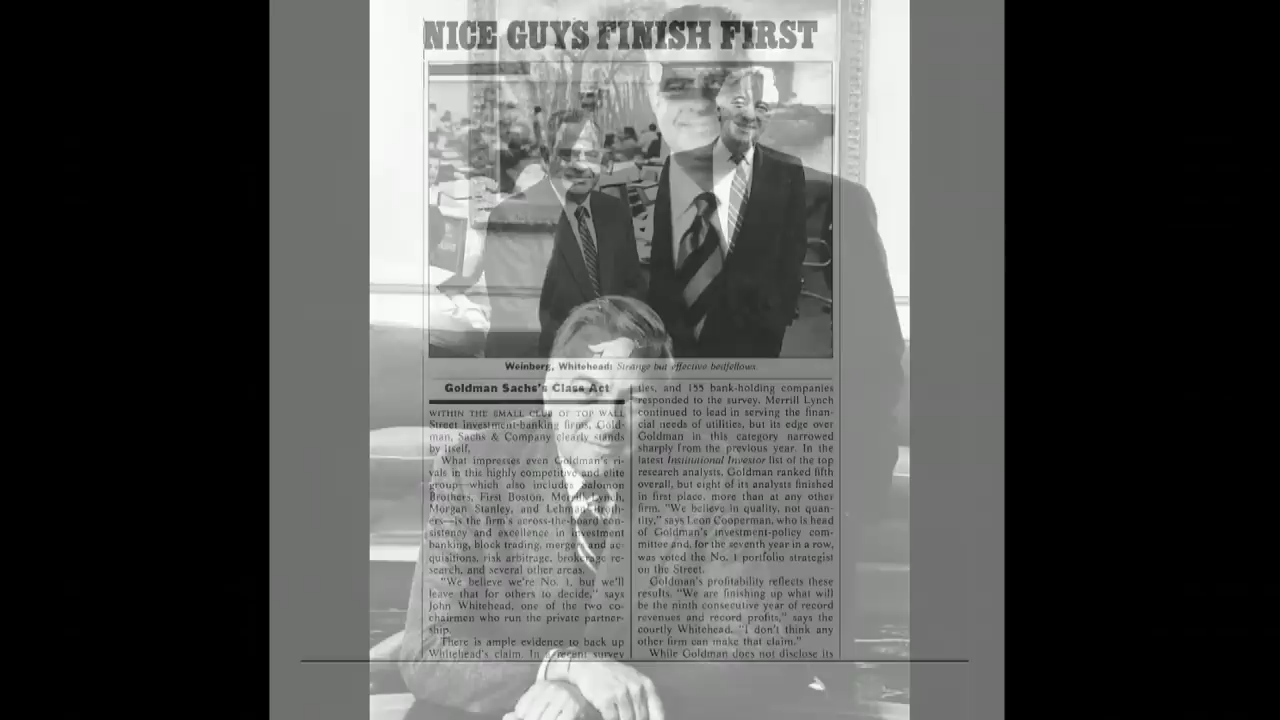 NICE GUYS FINISH FIRST
Weinberg, Whitehead: Strange but effective bedfellows.
Goldman Sachs's Class Act
WITHIN THE SMALL CLUB OF TOP WALL
Street investment-banking firms, Gold-
man, Sachs & Company clearly stands
by itself.
What impresses even Goldman's ri-
vals in this highly competitive and elite
group—which also includes Salomon
Brothers, First Boston, Merrill Lynch,
Morgan Stanley, and Lehman Broth-
ers—is the firm's across-the-board con-
sistency and excellence in investment
banking, block trading, mergers and ac-
quisitions, risk arbitrage, brokerage re-
search, and several other areas.
"We believe we're No. 1, but we'll
leave that for others to decide," says
John Whitehead, one of the two co-
chairmen who run the private partner-
ship.
There is ample evidence to back up
Whitehead's claim. In a recent survey
ties, and 155 bank-holding companies
responded to the survey. Merrill Lynch
continued to lead in serving the finan-
cial needs of utilities, but its edge over
Goldman in this category narrowed
sharply from the previous year. In the
latest Institutional Investor list of the top
research analysts, Goldman ranked fifth
overall, but eight of its analysts finished
in first place, more than at any other
firm. "We believe in quality, not quan-
tity," says Leon Cooperman, who is head
of Goldman's investment-policy com-
mittee and, for the seventh year in a row,
was voted the No. 1 portfolio strategist
on the Street.
Goldman's profitability reflects these
results. "We are finishing up what will
be the ninth consecutive year of record
revenues and record profits," says the
courtly Whitehead. "I don't think any
other firm can make that claim."
While Goldman does not disclose its